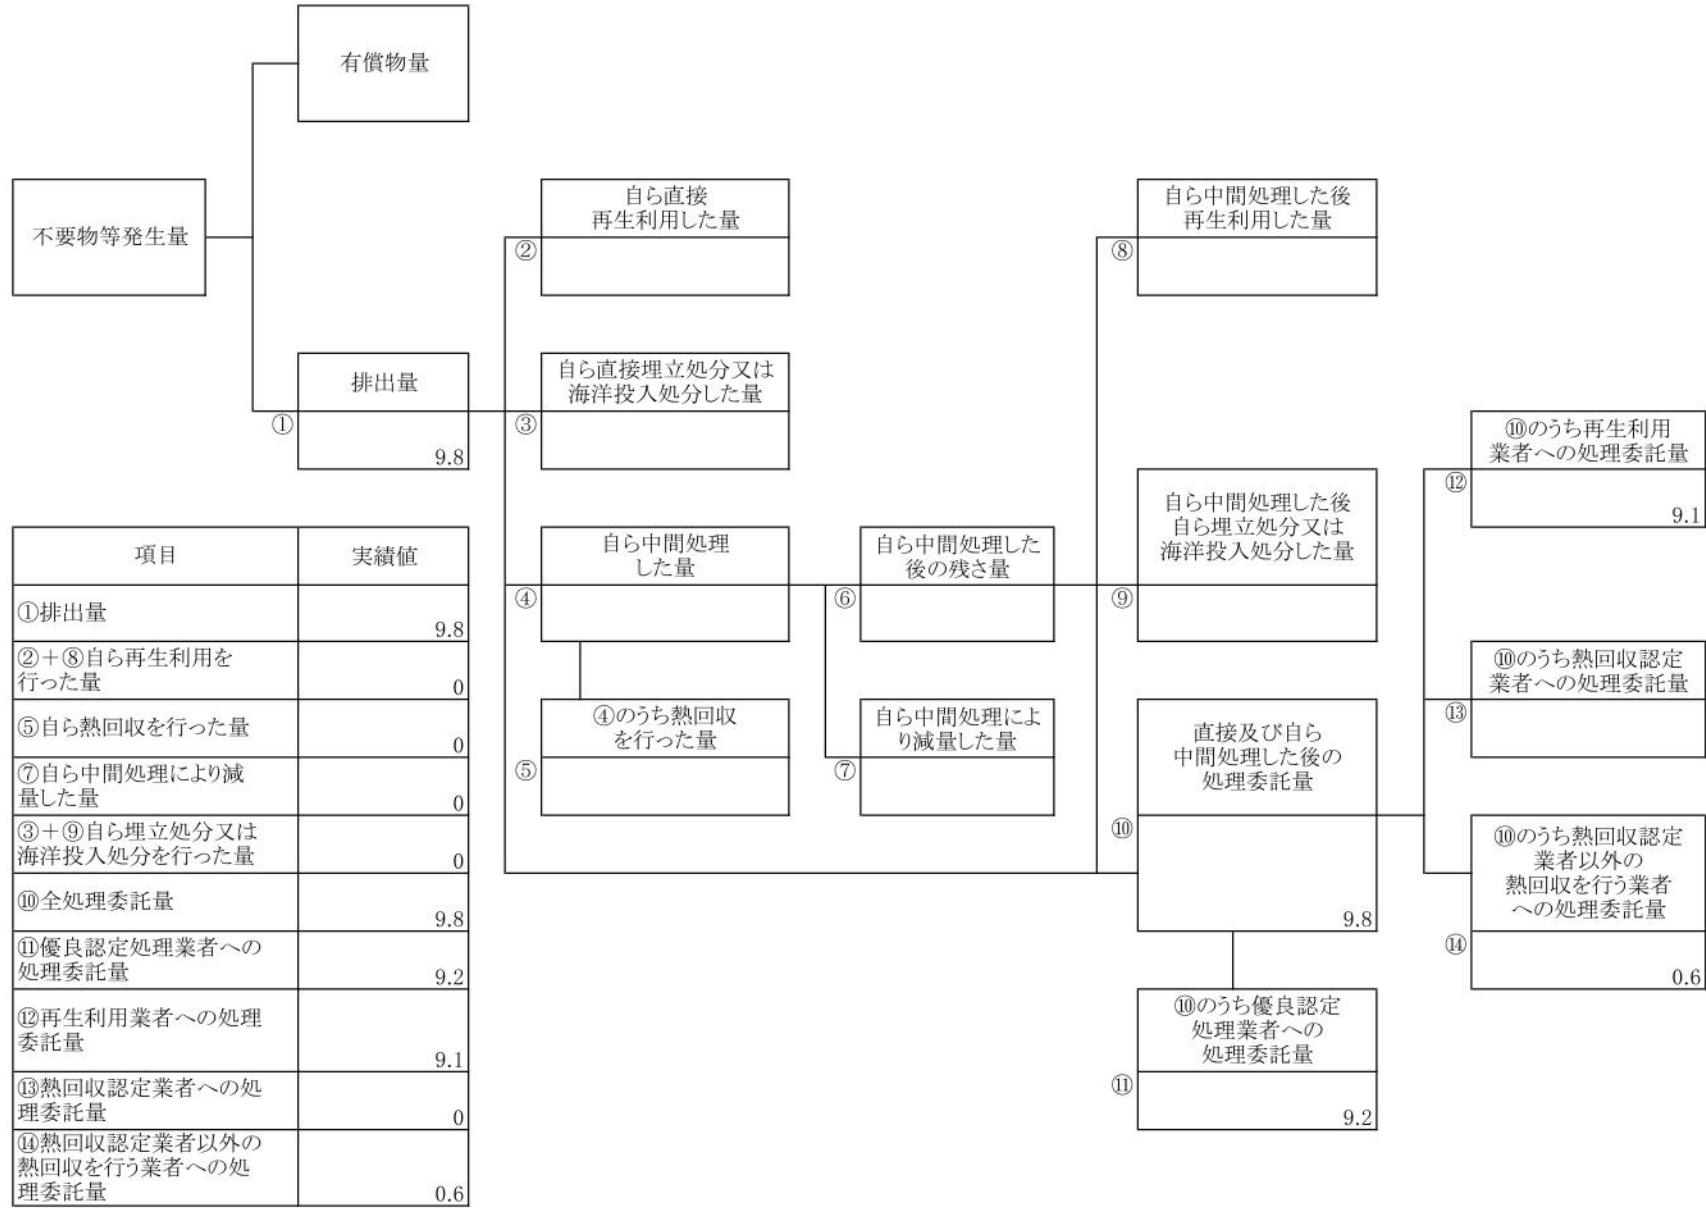 有償物量
不要物等発生量
排出量
①
9.8
自ら直接
再生利用した量
②
自ら直接埋立処分又は
海洋投入処分した量
③
自ら中間処理
した量
④
④のうち熱回収
を行った量
⑤
自ら中間処理した
後の残さ量
⑥
自ら中間処理によ
り減量した量
⑦
自ら中間処理した後
再生利用した量
⑧
自ら中間処理した後
自ら埋立処分又は
海洋投入処分した量
⑨
直接及び自ら
中間処理した後の
処理委託量
⑩
9.8
⑩のうち優良認定
処理業者への
処理委託量
⑪
9.2
⑩のうち再生利用
業者への処理委託量
⑫
9.1
⑩のうち熱回収認定
業者への処理委託量
⑬
⑩のうち熱回収認定
業者以外の
熱回収を行う業者
への処理委託量
⑭
0.6
項目 実績値
①排出量
9.8
②+⑧自ら再生利用を
行った量
0
⑤自ら熱回収を行った量
0
⑦自ら中間処理により減
量した量
0
③+⑨自ら埋立処分又は
海洋投入処分を行った量
0
⑩全処理委託量
9.8
⑪優良認定処理業者への
処理委託量
9.2
⑫再生利用業者への処理
委託量
9.1
⑬熱回収認定業者への処
理委託量
0
⑭熱回収認定業者以外の
熱回収を行う業者への処
理委託量
0.6